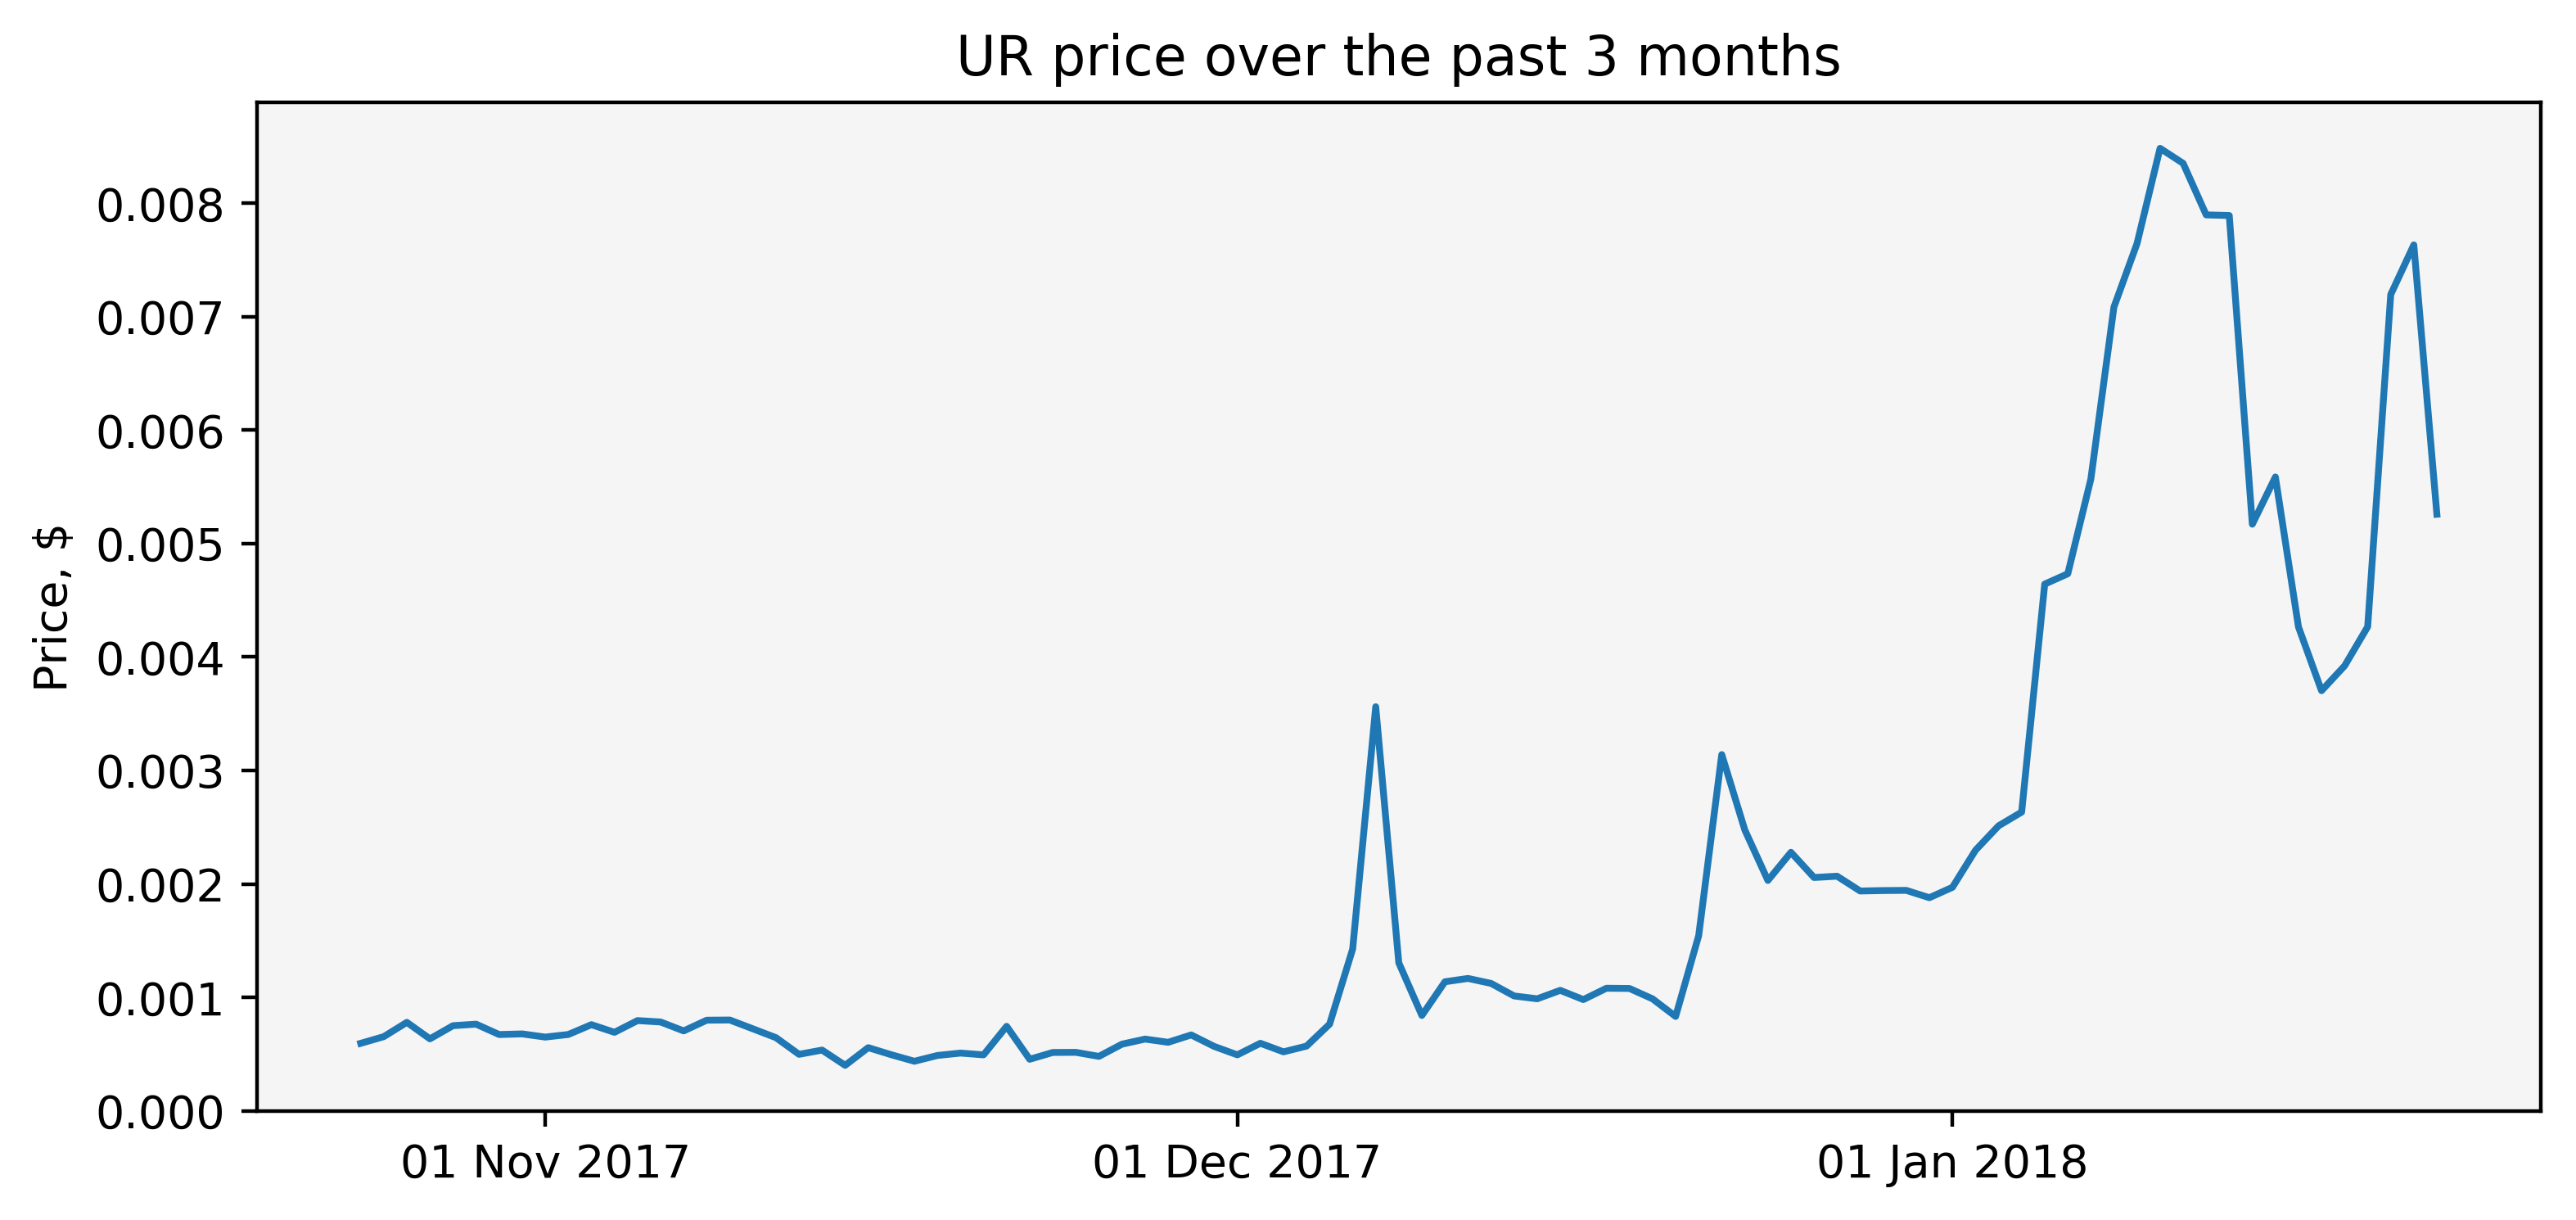 UR price over the past 3 months
Price, $
0.008
0.007
0.006
0.005
0.004
0.003
0.002
0.001
0.000
01 Nov 2017
01 Dec 2017
01 Jan 2018